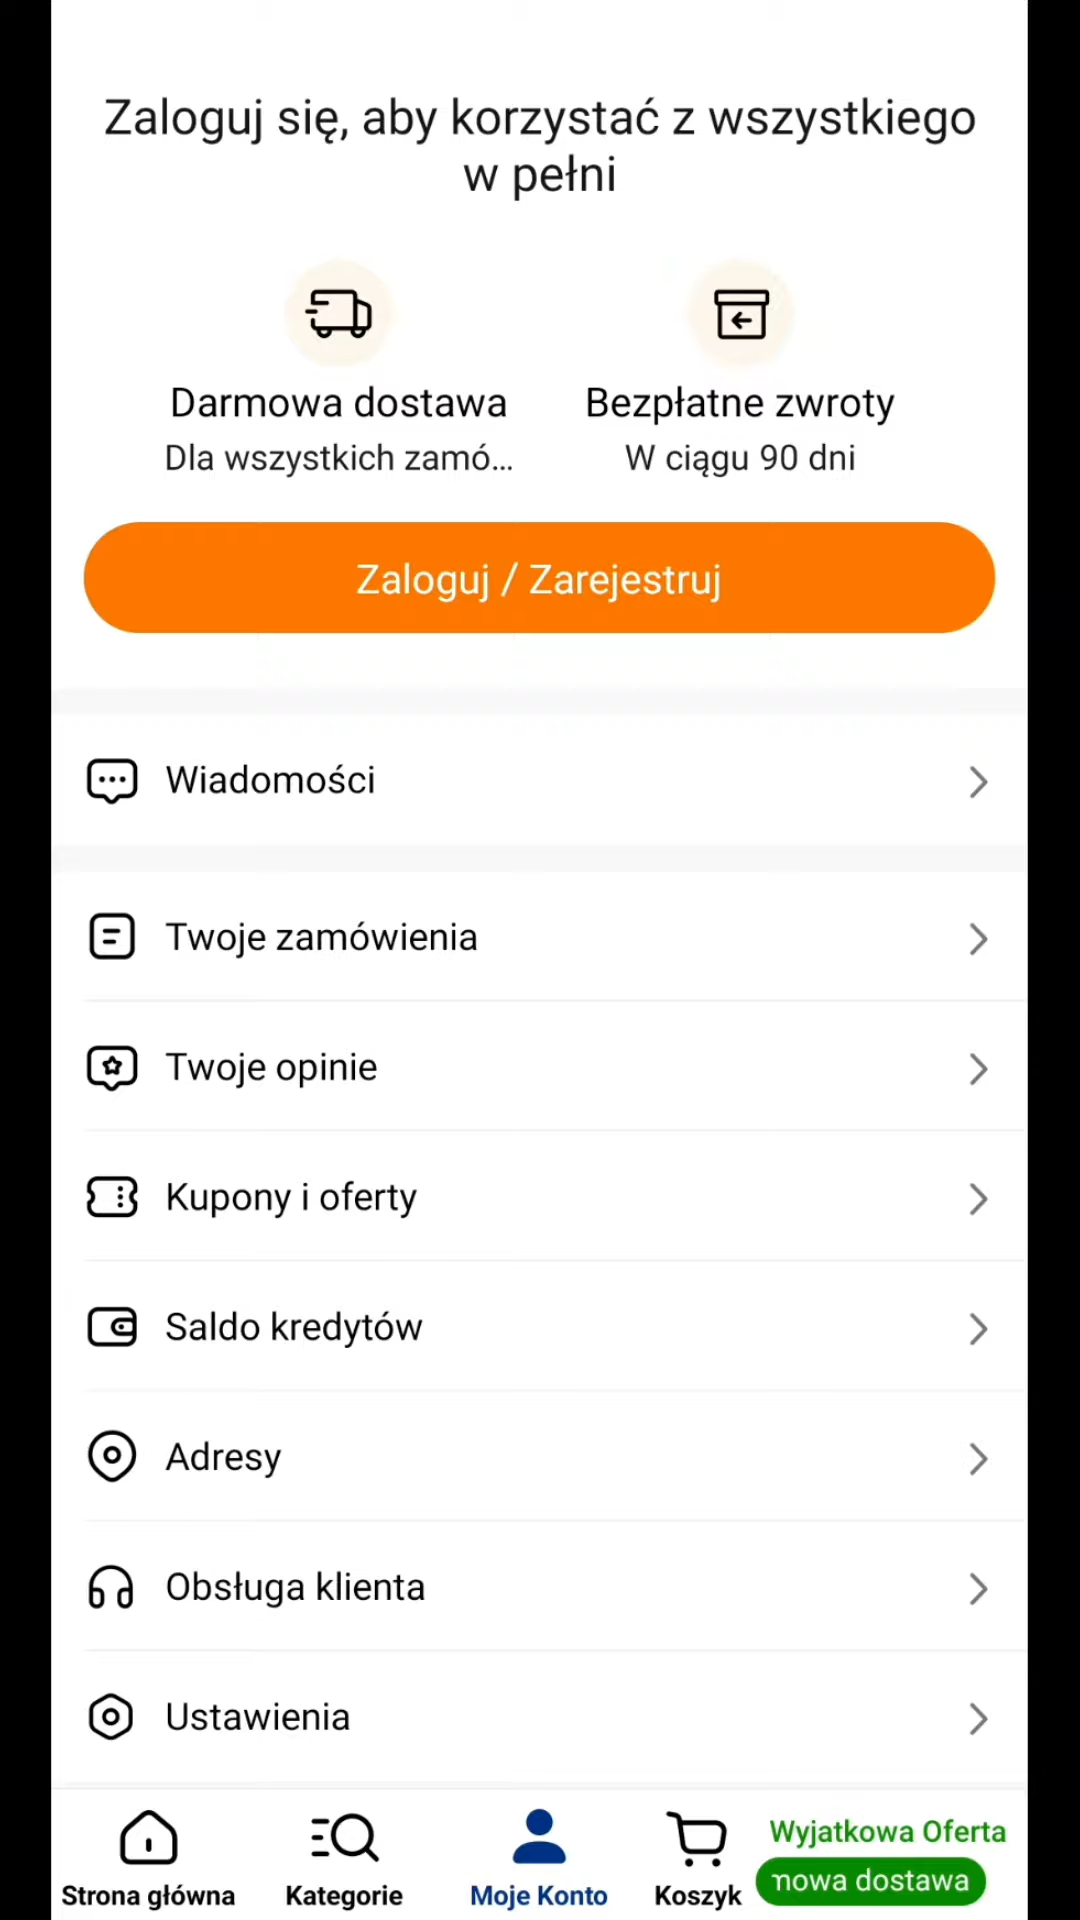 Zaloguj się, aby korzystać z wszystkiego
w pełni
Darmowa dostawa
Bezpłatne zwroty
Dla wszystkich zamó...
W ciągu 90 dni
Zaloguj / Zarejestruj
Wiadomości
Twoje zamówienia
Twoje opinie
Kupony i oferty
Saldo kredytów
Adresy
Obsługa klienta
Ustawienia
Strona główna
Kategorie
Moje Konto
Koszyk
Wyjatkowa Oferta
mowa dostawa